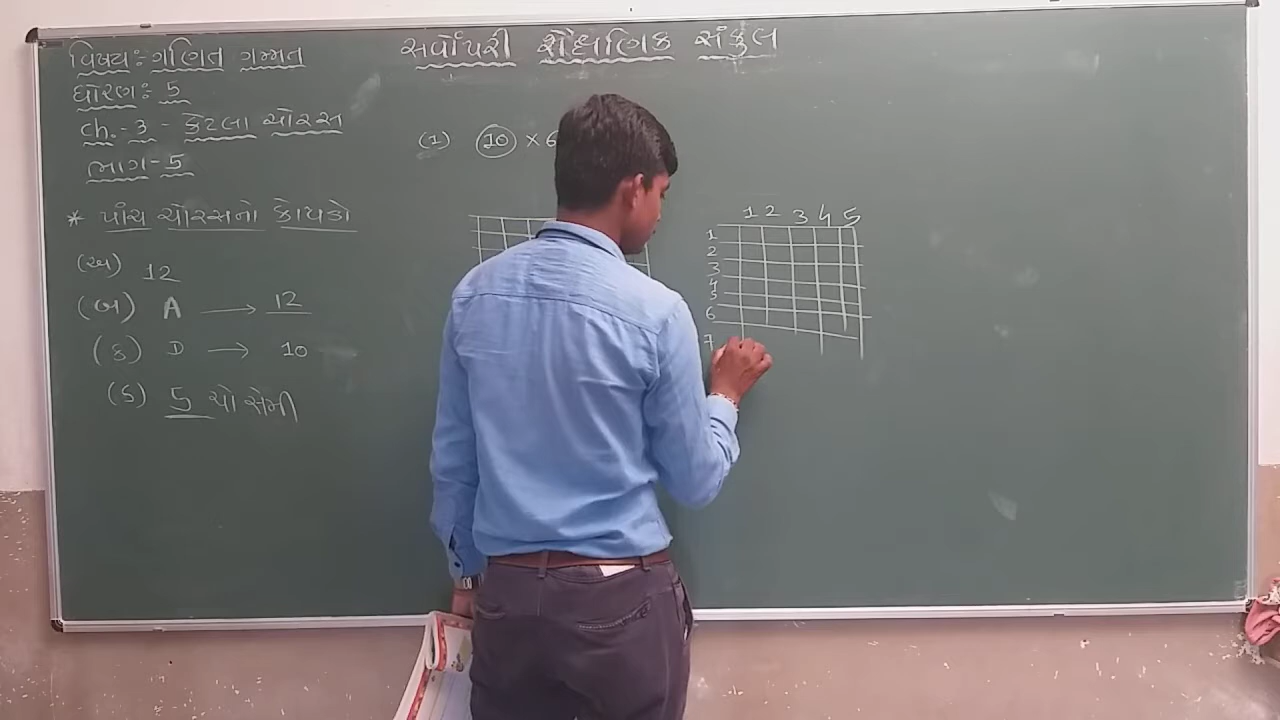 વિષય: ગણિત ગમ્મત
સર્વોપરી શૈક્ષણિક સંકુલ
ધોરણ: 5
ch.-3 - કેટલા ચોરસ
ભાગ-5
* પાંચ ચોરસનો કોયડો
(અ) 12
(બ) A → 12
(ક) D → 10
(ડ) 5 ચો સેમી
(1) 10 × 6
1 2 3 4 5
1
2
3
4
5
6
7